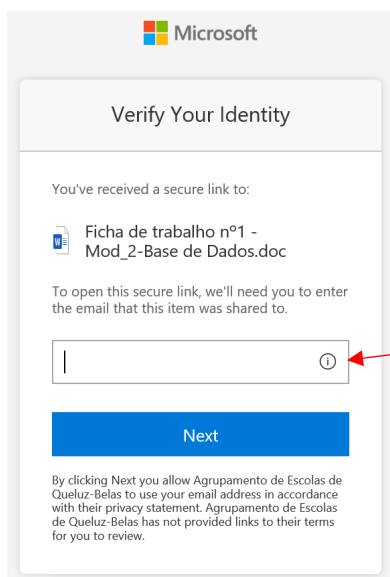 Microsoft
Verify Your Identity
You've received a secure link to:
Ficha de trabalho nº1 -
Mod_2-Base de Dados.doc
To open this secure link, we'll need you to enter
the email that this item was shared to.
Next
By clicking Next you allow Agrupamento de Escolas de
Queluz-Belas to use your email address in accordance
with their privacy statement. Agrupamento de Escolas
de Queluz-Belas has not provided links to their terms
for you to review.